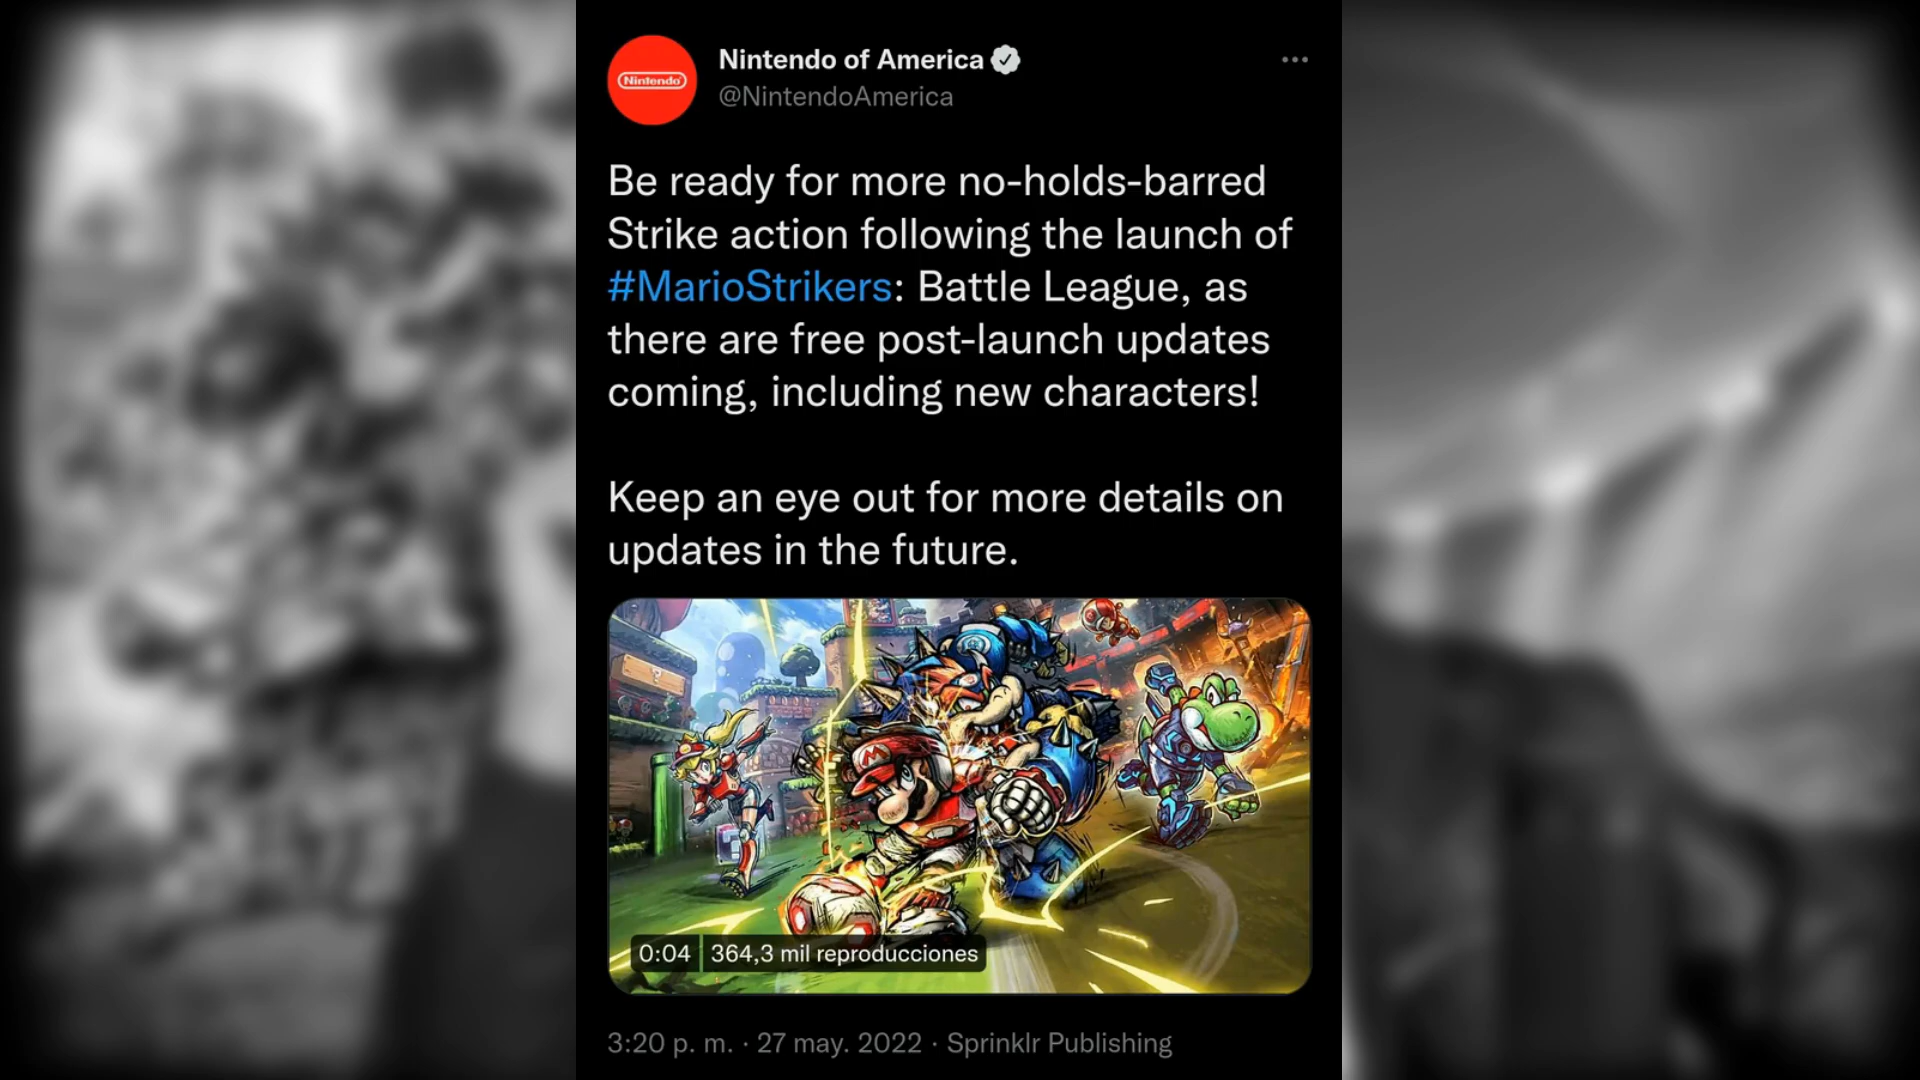 Nintendo
Nintendo of America
@NintendoAmerica
Be ready for more no-holds-barred
Strike action following the launch of
#MarioStrikers: Battle League, as
there are free post-launch updates
coming, including new characters!
Keep an eye out for more details on
updates in the future.
M
0:04 364,3 mil reproducciones
3:20 p. m. · 27 may. 2022 · Sprinklr Publishing